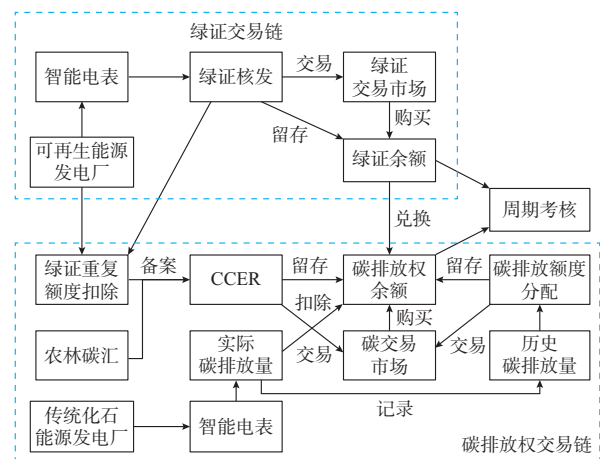 绿证交易链
智能电表
绿证核发
交易
绿证
交易市场
购买
留存
可再生能源
发电厂
绿证余额
兑换
周期考核
绿证重复
额度扣除
备案
CCER
留存
碳排放权
余额
留存
碳排放额度
分配
扣除
购买
农林碳汇
实际
碳排放量
交易
碳交易
市场
交易
历史
碳排放量
记录
传统化石
能源发电厂
智能电表
碳排放权交易链